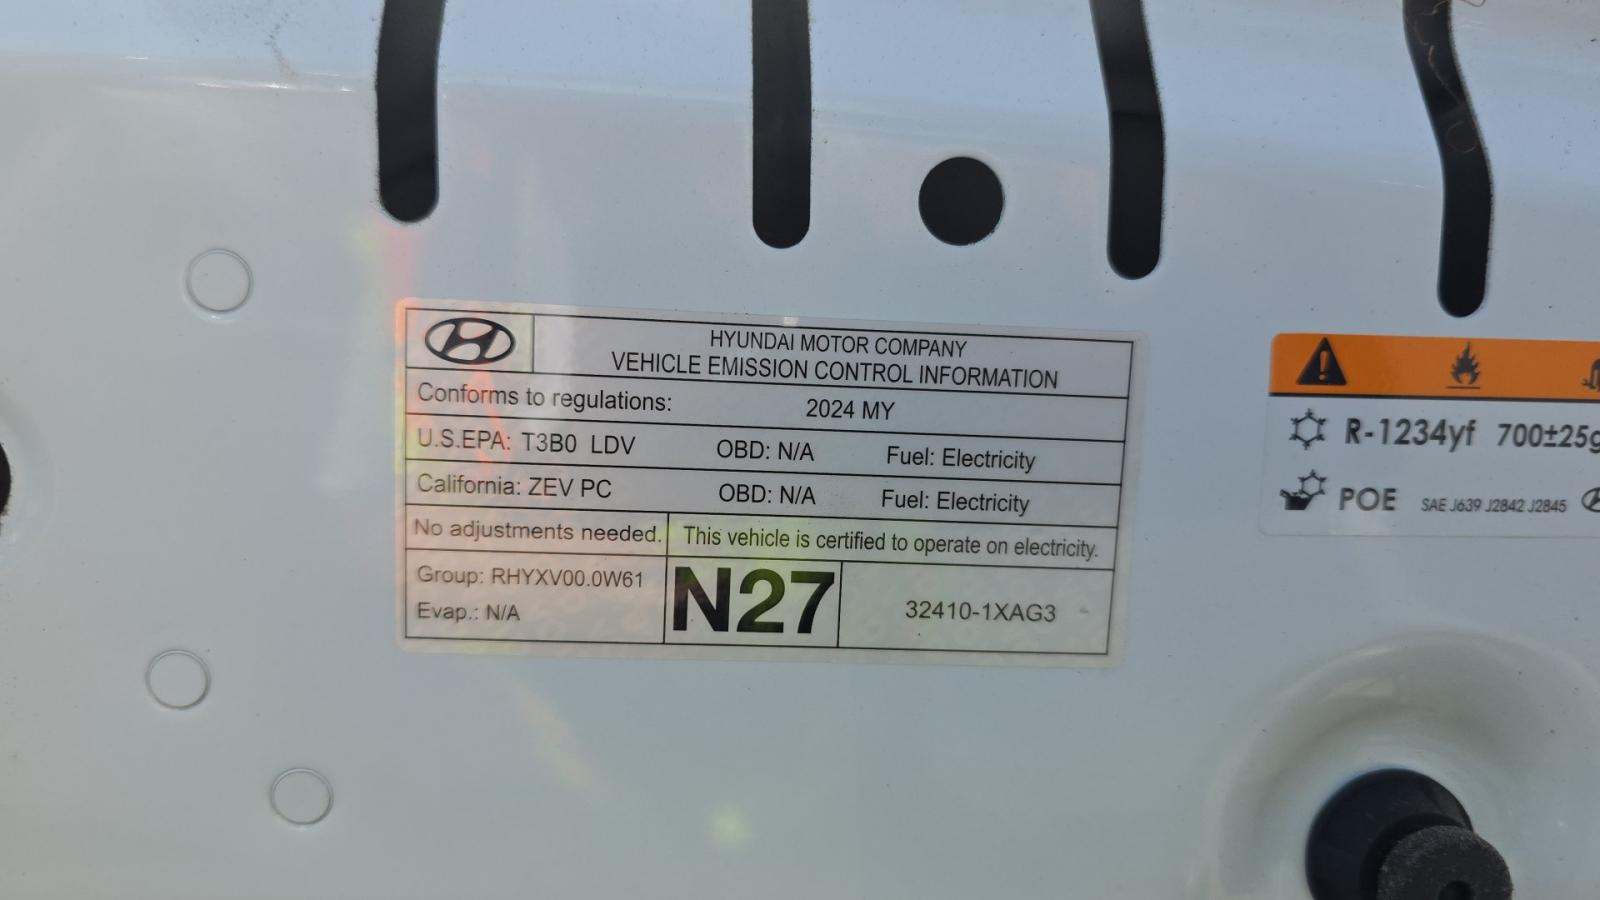 HYUNDAI MOTOR COMPANY
VEHICLE EMISSION CONTROL INFORMATION
Conforms to regulations: 2024 MY
U.S.EPA: T3B0 LDV OBD: N/A Fuel: Electricity
California: ZEV PC OBD: N/A Fuel: Electricity
No adjustments needed. This vehicle is certified to operate on electricity.
Group: RHYXV00.0W61
Evap.: N/A
N27
32410-1XAG3
R-1234yf 700±25g
POE SAE J639 J2842 J2845